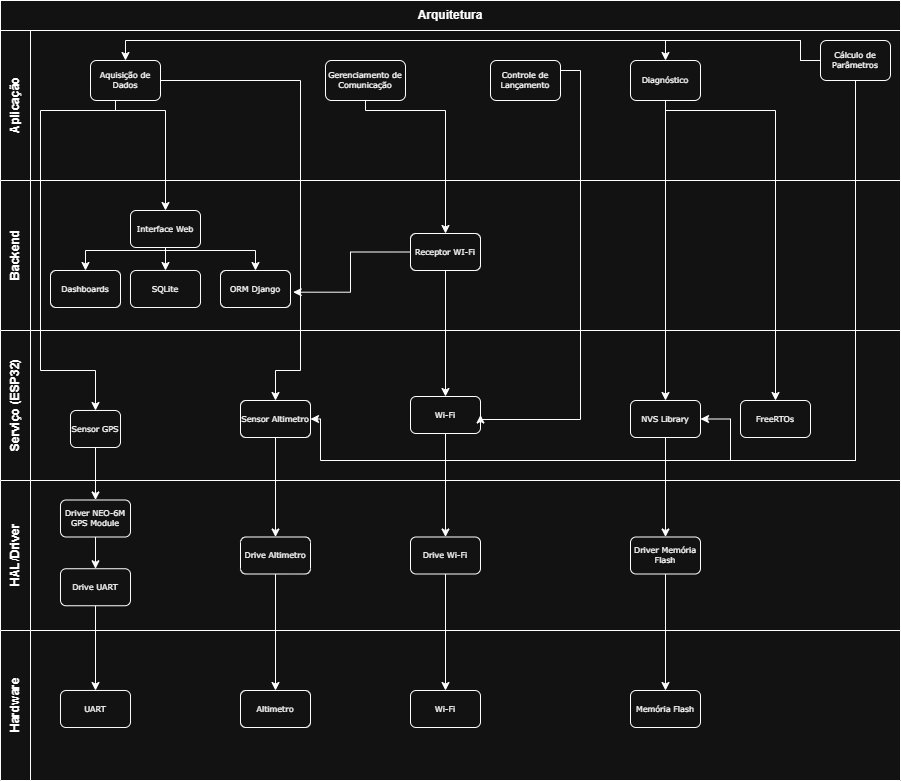 Arquitetura
Aplicação
Aquisição de
Dados
Gerenciamento de
Comunicação
Controle de
Lançamento
Diagnóstico
Cálculo de
Parâmetros
Backend
Interface Web
Dashboards
SQLite
ORM Django
Receptor WI-Fi
Serviço (ESP32)
Sensor GPS
Sensor Altimetro
Wi-Fi
NVS Library
FreeRTOs
HAL/Driver
Driver NEO-6M
GPS Module
Drive UART
Drive Altimetro
Drive Wi-Fi
Driver Memória
Flash
Hardware
UART
Altimetro
Wi-Fi
Memória Flash